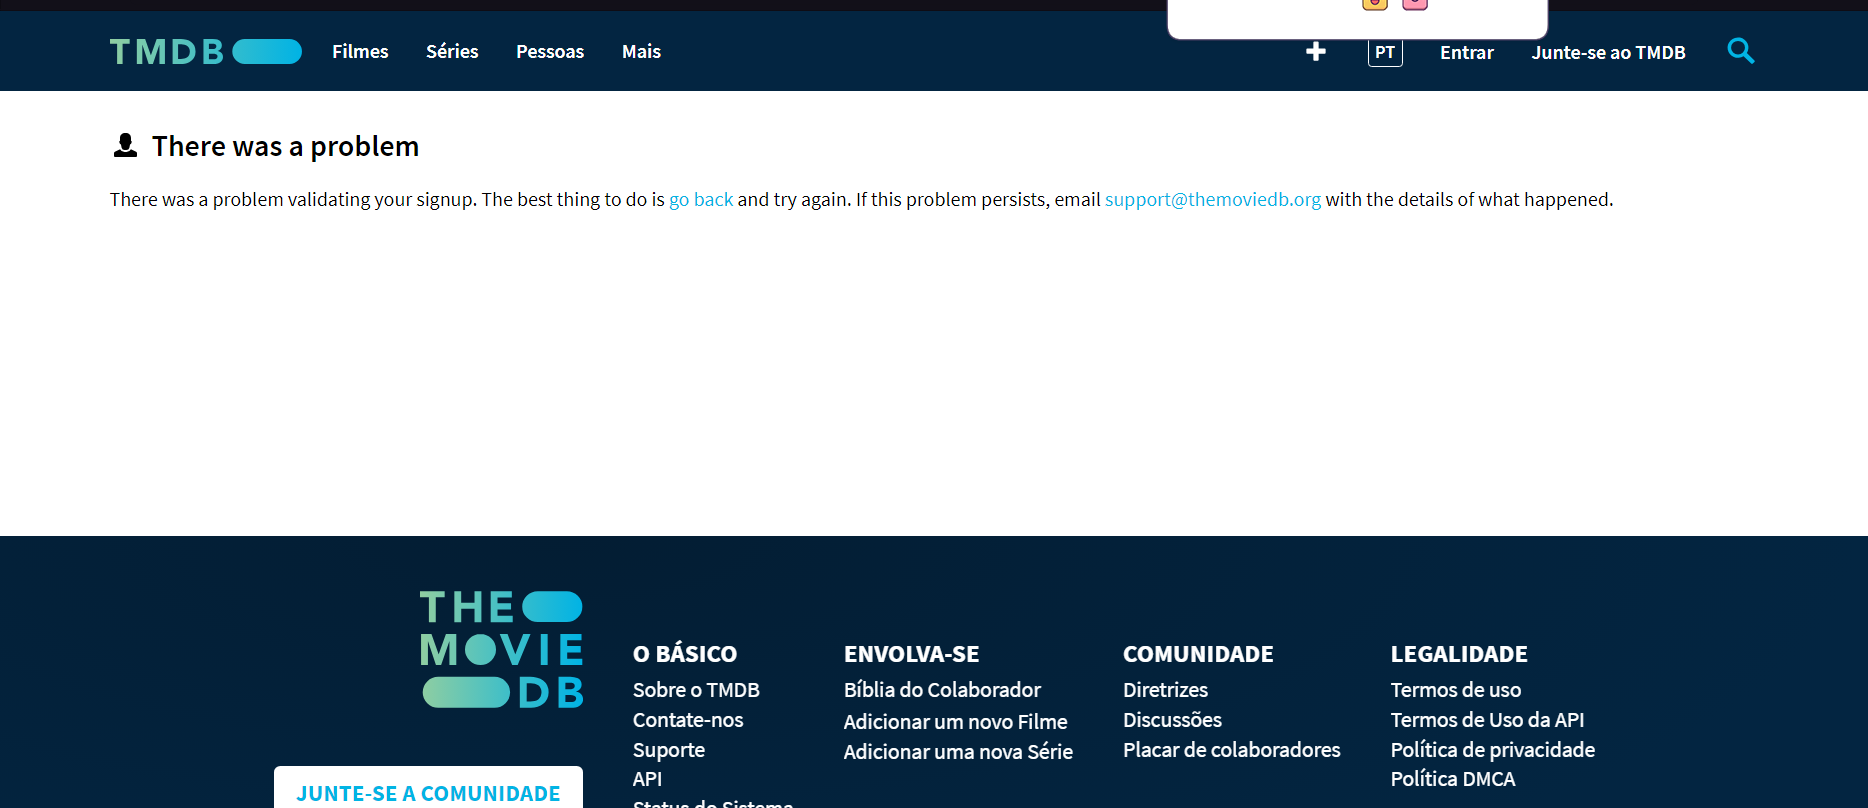 TMDB Filmes Séries Pessoas Mais PT Entrar Junte-se ao TMDB
There was a problem
There was a problem validating your signup. The best thing to do is go back and try again. If this problem persists, email support@themoviedb.org with the details of what happened.
THE
MOVIE
DB
JUNTE-SE A COMUNIDADE
O BÁSICO
Sobre o TMDB
Contate-nos
Suporte
API
Status do Sistema
ENVOLVA-SE
Bíblia do Colaborador
Adicionar um novo Filme
Adicionar uma nova Série
COMUNIDADE
Diretrizes
Discussões
Placar de colaboradores
LEGALIDADE
Termos de uso
Termos de Uso da API
Política de privacidade
Política DMCA